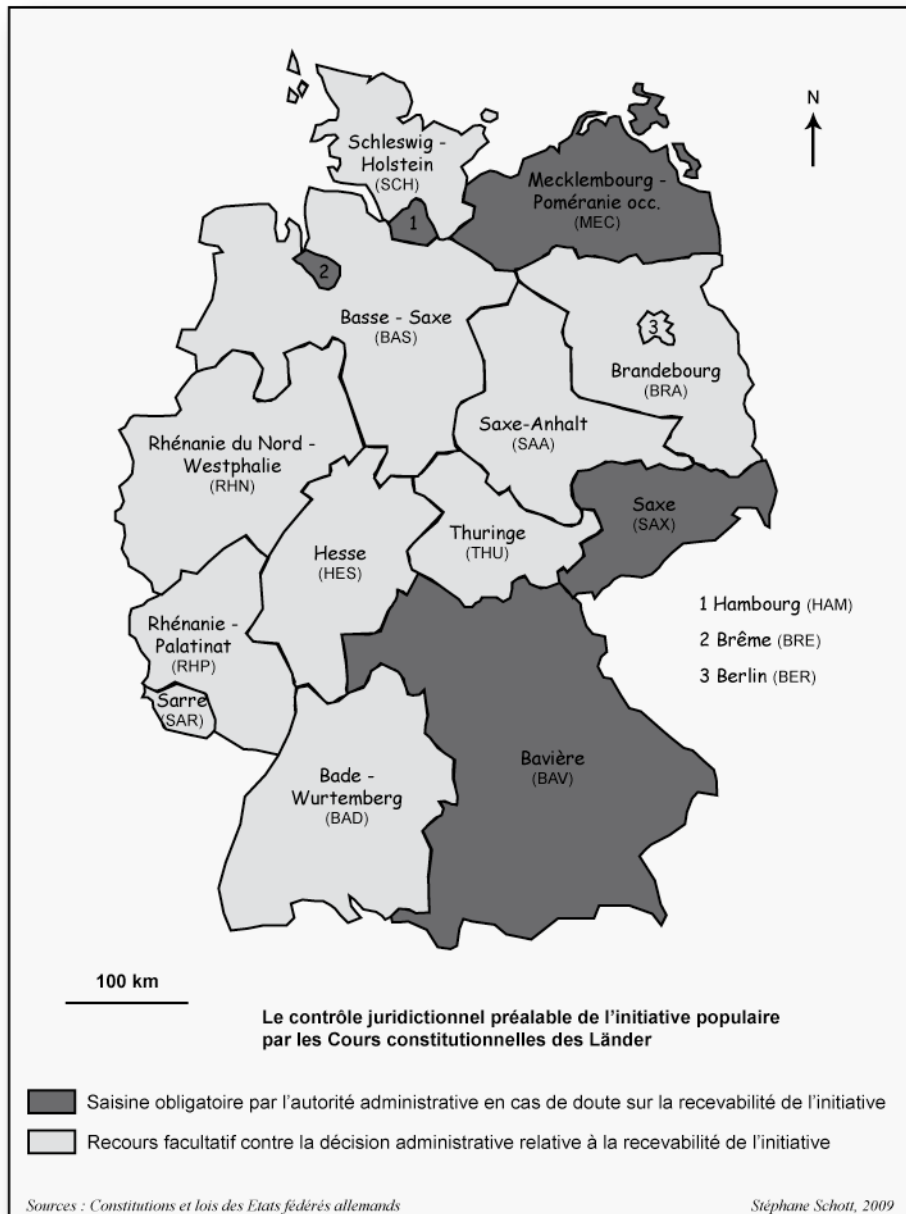 N
Schleswig -
Holstein
(SCH)
Mecklembourg -
Poméranie occ.
(MEC)
1
2
Basse - Saxe
(BAS)
3
Brandebourg
(BRA)
Saxe-Anhalt
(SAA)
Rhénanie du Nord -
Westphalie
(RHN)
Saxe
(SAX)
Thuringe
(THU)
Hesse
(HES)
Rhénanie -
Palatinat
(RHP)
Sarre
(SAR)
1 Hambourg (HAM)
2 Brême (BRE)
3 Berlin (BER)
Bavière
(BAV)
Bade -
Wurtemberg
(BAD)
100 km
Le contrôle juridictionnel préalable de l'initiative populaire
par les Cours constitutionnelles des Länder
Saisine obligatoire par l'autorité administrative en cas de doute sur la recevabilité de l'initiative
Recours facultatif contre la décision administrative relative à la recevabilité de l'initiative
Sources : Constitutions et lois des Etats fédérés allemands
Stéphane Schott, 2009